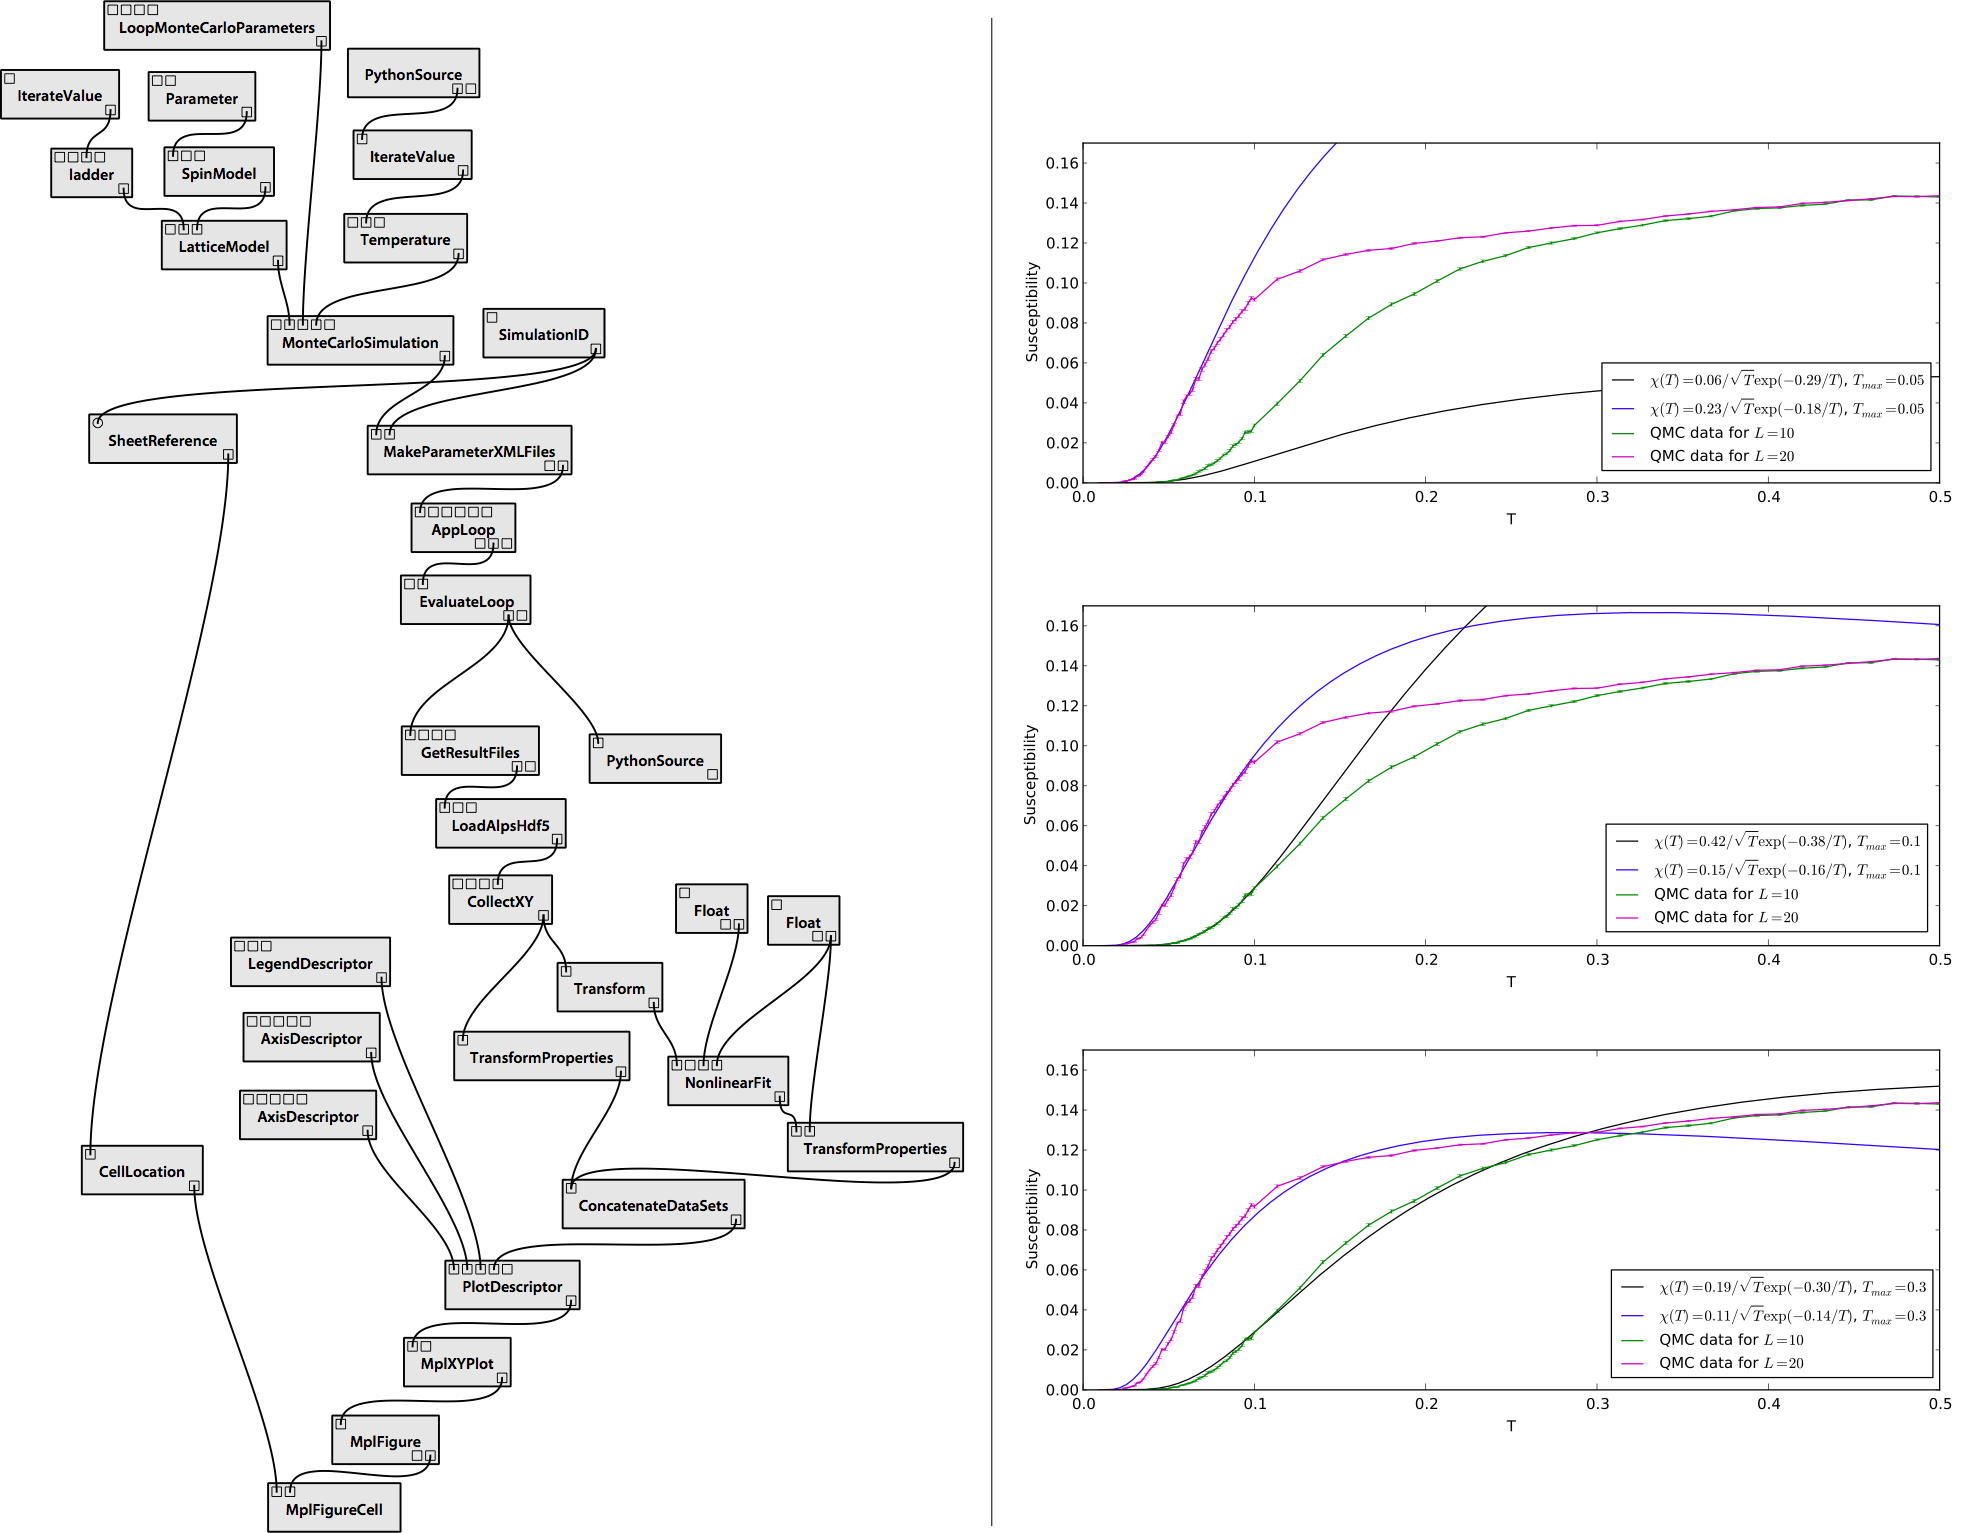 LoopMonteCarloParameters
PythonSource
IterateValue
Parameter
IterateValue
ladder
SpinModel
Temperature
LatticeModel
MonteCarloSimulation
SimulationID
SheetReference
MakeParameterXMLFiles
AppLoop
EvaluateLoop
GetResultFiles
PythonSource
LoadAlpsHdf5
CollectXY
Float
Float
LegendDescriptor
Transform
AxisDescriptor
TransformProperties
NonlinearFit
AxisDescriptor
TransformProperties
CellLocation
ConcatenateDataSets
PlotDescriptor
MplXYPlot
MplFigure
MplFigureCell
0.16
0.14
0.12
0.10
0.08
0.06
0.04
0.02
0.00
Susceptibility
χ(T)=0.06/√T exp(−0.29/T), Tmax=0.05
χ(T)=0.23/√T exp(−0.18/T), Tmax=0.05
QMC data for L=10
QMC data for L=20
0.0 0.1 0.2 0.3 0.4 0.5
T
0.16
0.14
0.12
0.10
0.08
0.06
0.04
0.02
0.00
Susceptibility
χ(T)=0.42/√T exp(−0.38/T), Tmax=0.1
χ(T)=0.15/√T exp(−0.16/T), Tmax=0.1
QMC data for L=10
QMC data for L=20
0.0 0.1 0.2 0.3 0.4 0.5
T
0.16
0.14
0.12
0.10
0.08
0.06
0.04
0.02
0.00
Susceptibility
χ(T)=0.19/√T exp(−0.30/T), Tmax=0.3
χ(T)=0.11/√T exp(−0.14/T), Tmax=0.3
QMC data for L=10
QMC data for L=20
0.0 0.1 0.2 0.3 0.4 0.5
T